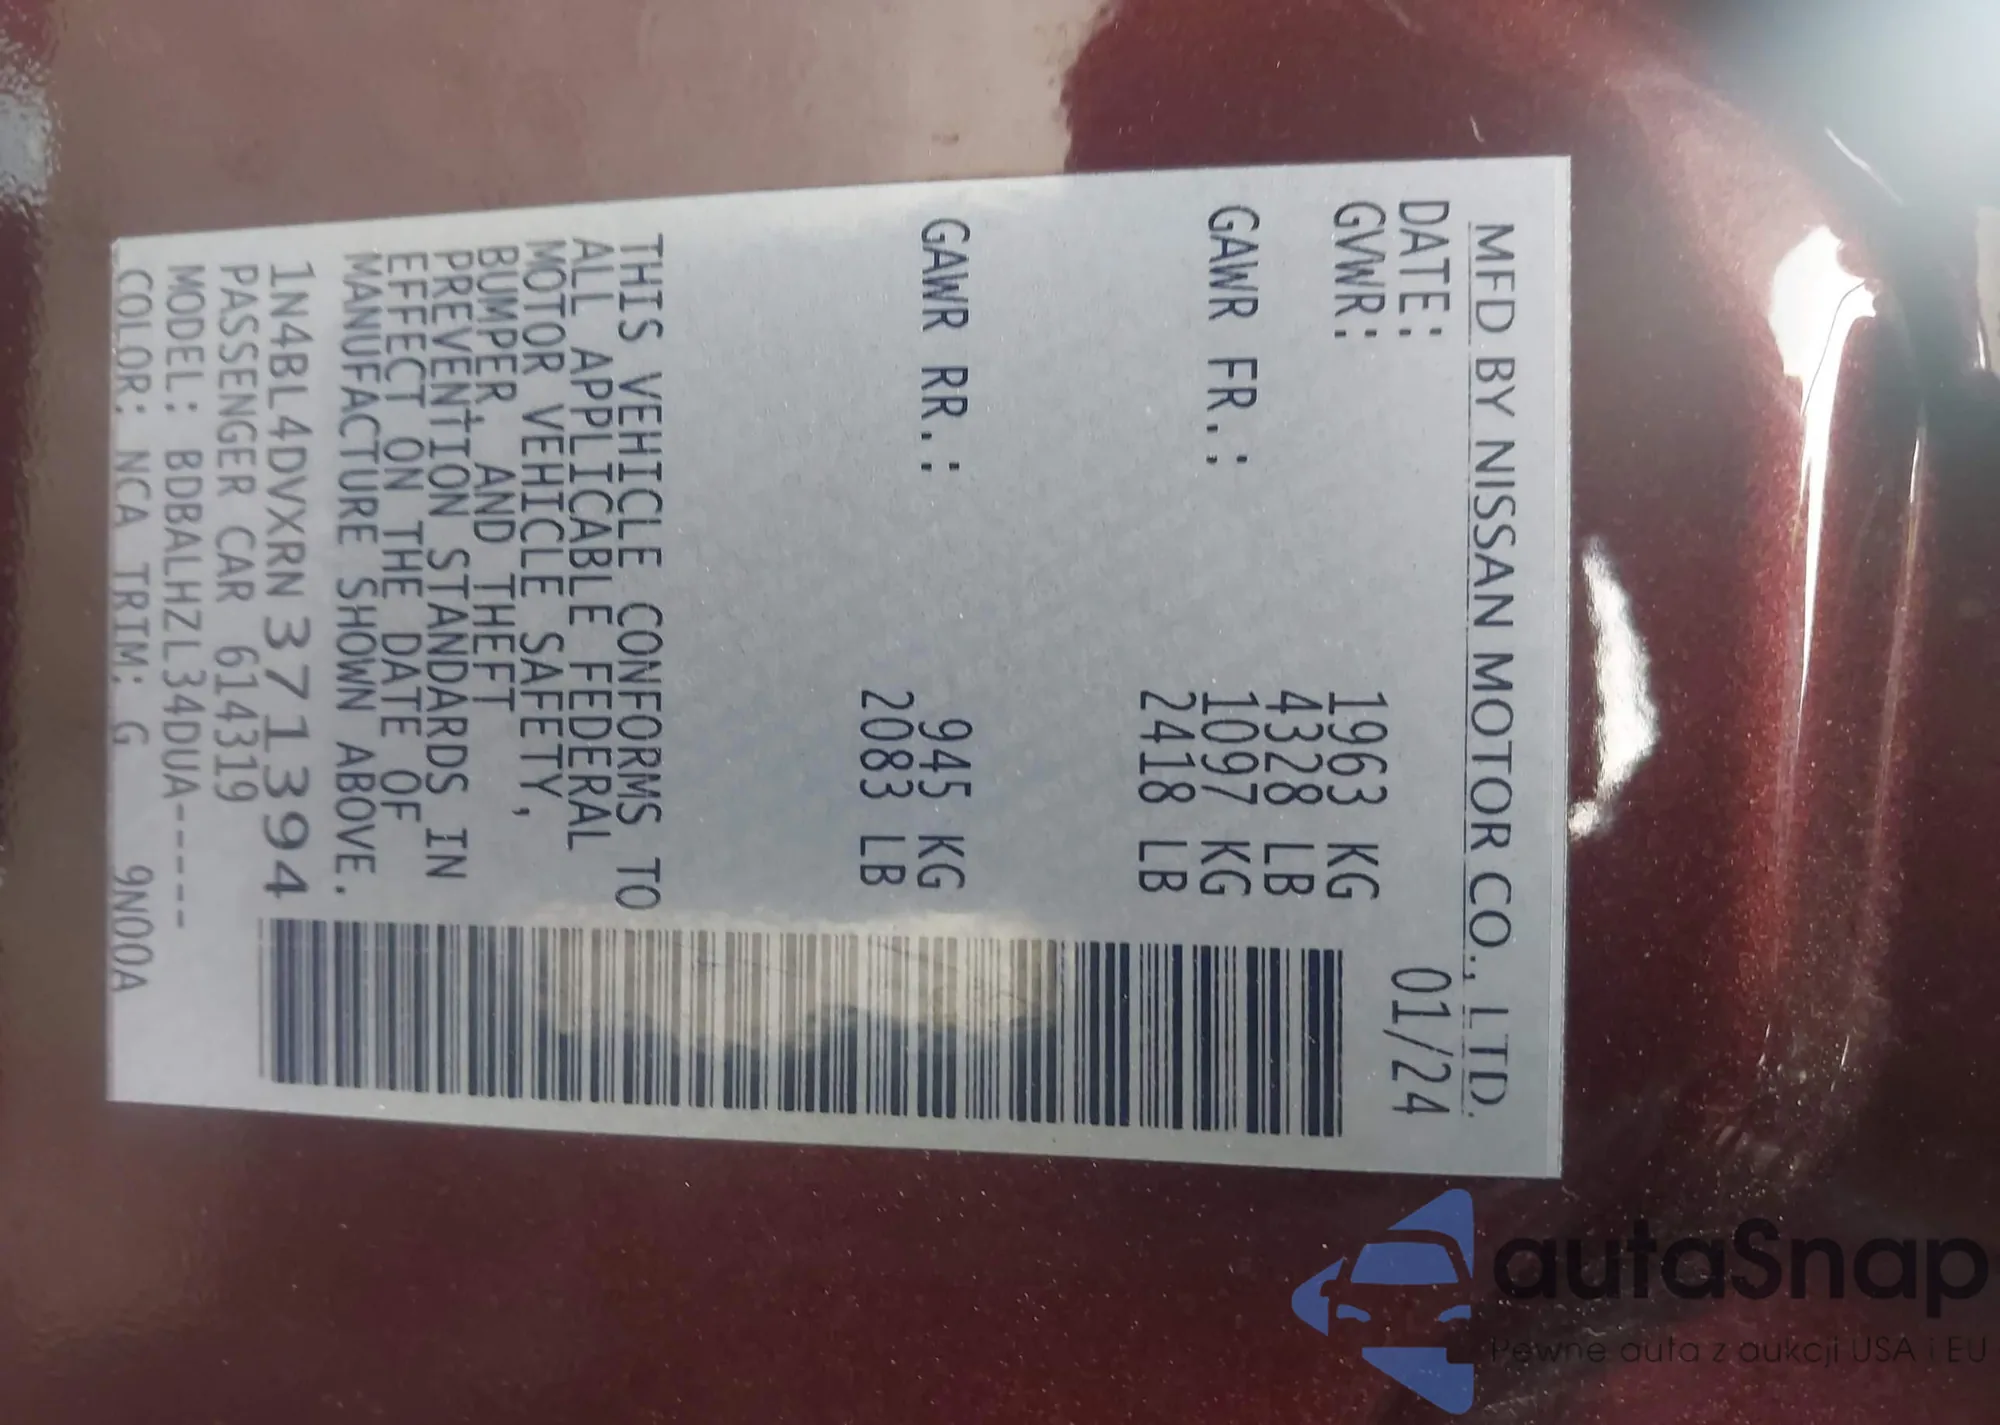 MFD BY NISSAN MOTOR CO., LTD.
DATE: 01/24
GVWR: 1963 KG
4328 LB
GAWR FR.: 1097 KG
2418 LB
GAWR RR.: 945 KG
2083 LB
THIS VEHICLE CONFORMS TO
ALL APPLICABLE FEDERAL
MOTOR VEHICLE SAFETY,
BUMPER, AND THEFT
PREVENTION STANDARDS IN
EFFECT ON THE DATE OF
MANUFACTURE SHOWN ABOVE.
1N4BL4DVXRN371394
PASSENGER CAR 614319
MODEL: BDBALHZL34DUA-----
COLOR: NCA TRIM: G 9N00A
autaSnap
Pewne auta z aukcji USA i EU